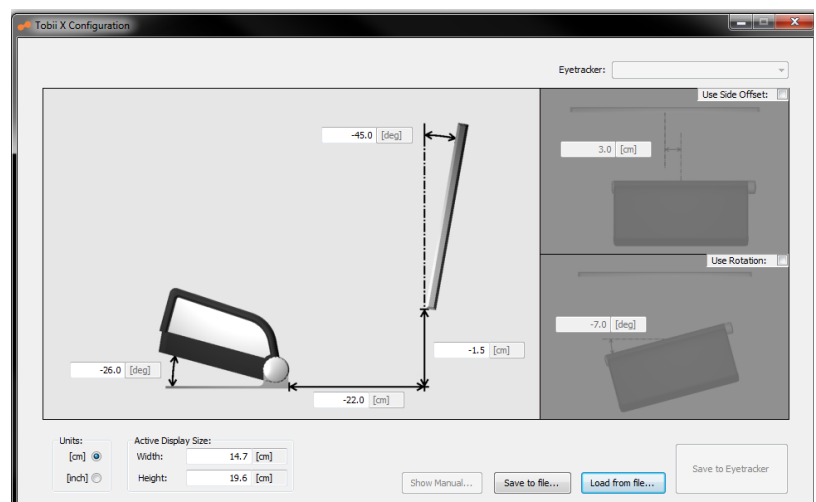 Tobii X Configuration
Eyetracker:
Use Side Offset:
-45.0 [deg]
3.0 [cm]
Use Rotation:
-7.0 [deg]
-1.5 [cm]
-26.0 [deg]
-22.0 [cm]
Units:
[cm]
[inch]
Active Display Size:
Width: 14.7 [cm]
Height: 19.6 [cm]
Show Manual...
Save to file...
Load from file...
Save to Eyetracker